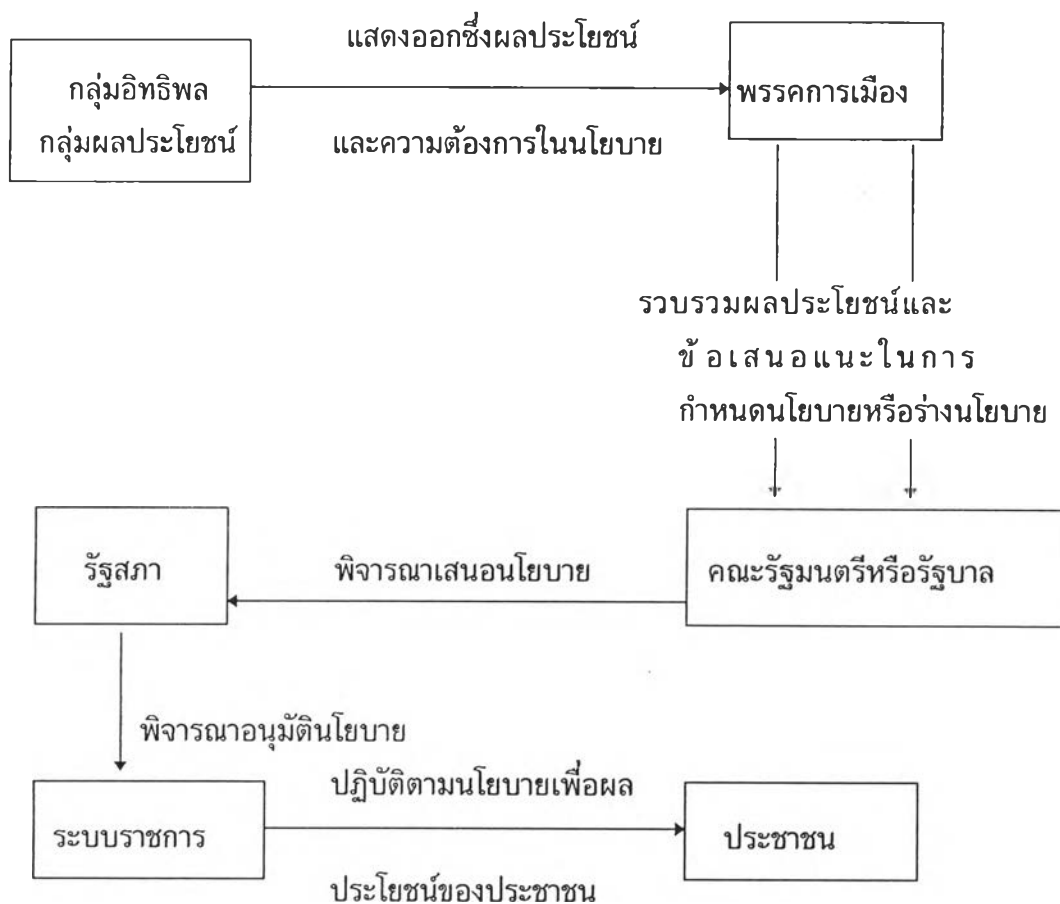 แสดงออกซึ่งผลประโยชน์
กลุ่มอิทธิพล
กลุ่มผลประโยชน์
พรรคการเมือง
และความต้องการในนโยบาย
รวบรวมผลประโยชน์และ
ข้อเสนอแนะในการ
กำหนดนโยบายหรือร่างนโยบาย
รัฐสภา
พิจารณาเสนอนโยบาย
คณะรัฐมนตรีหรือรัฐบาล
พิจารณาอนุมัตินโยบาย
ปฏิบัติตามนโยบายเพื่อผล
ระบบราชการ
ประชาชน
ประโยชน์ของประชาชน